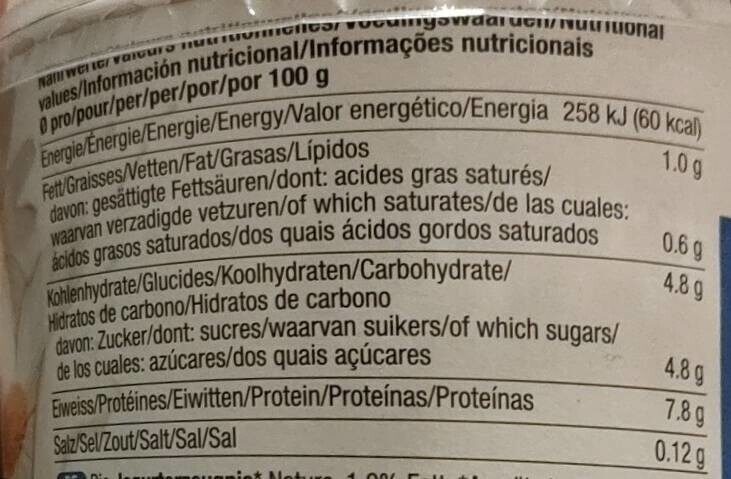 Nährwerte/Valeurs nutritionnelles/Voedingswaarden/Nutritional
values/Información nutricional/Informações nutricionais
Ø pro/pour/per/per/por/por 100 g
Energie/Énergie/Energie/Energy/Valor energético/Energia 258 kJ (60 kcal)
Fett/Graisses/Vetten/Fat/Grasas/Lípidos 1.0 g
davon: gesättigte Fettsäuren/dont: acides gras saturés/
waarvan verzadigde vetzuren/of which saturates/de las cuales:
ácidos grasos saturados/dos quais ácidos gordos saturados 0.6 g
Kohlenhydrate/Glucides/Koolhydraten/Carbohydrate/ 4.8 g
Hidratos de carbono/Hidratos de carbono
davon: Zucker/dont: sucres/waarvan suikers/of which sugars/
de los cuales: azúcares/dos quais açúcares 4.8 g
Eiweiss/Protéines/Eiwitten/Protein/Proteínas/Proteínas 7.8 g
Salz/Sel/Zout/Salt/Sal/Sal 0.12 g